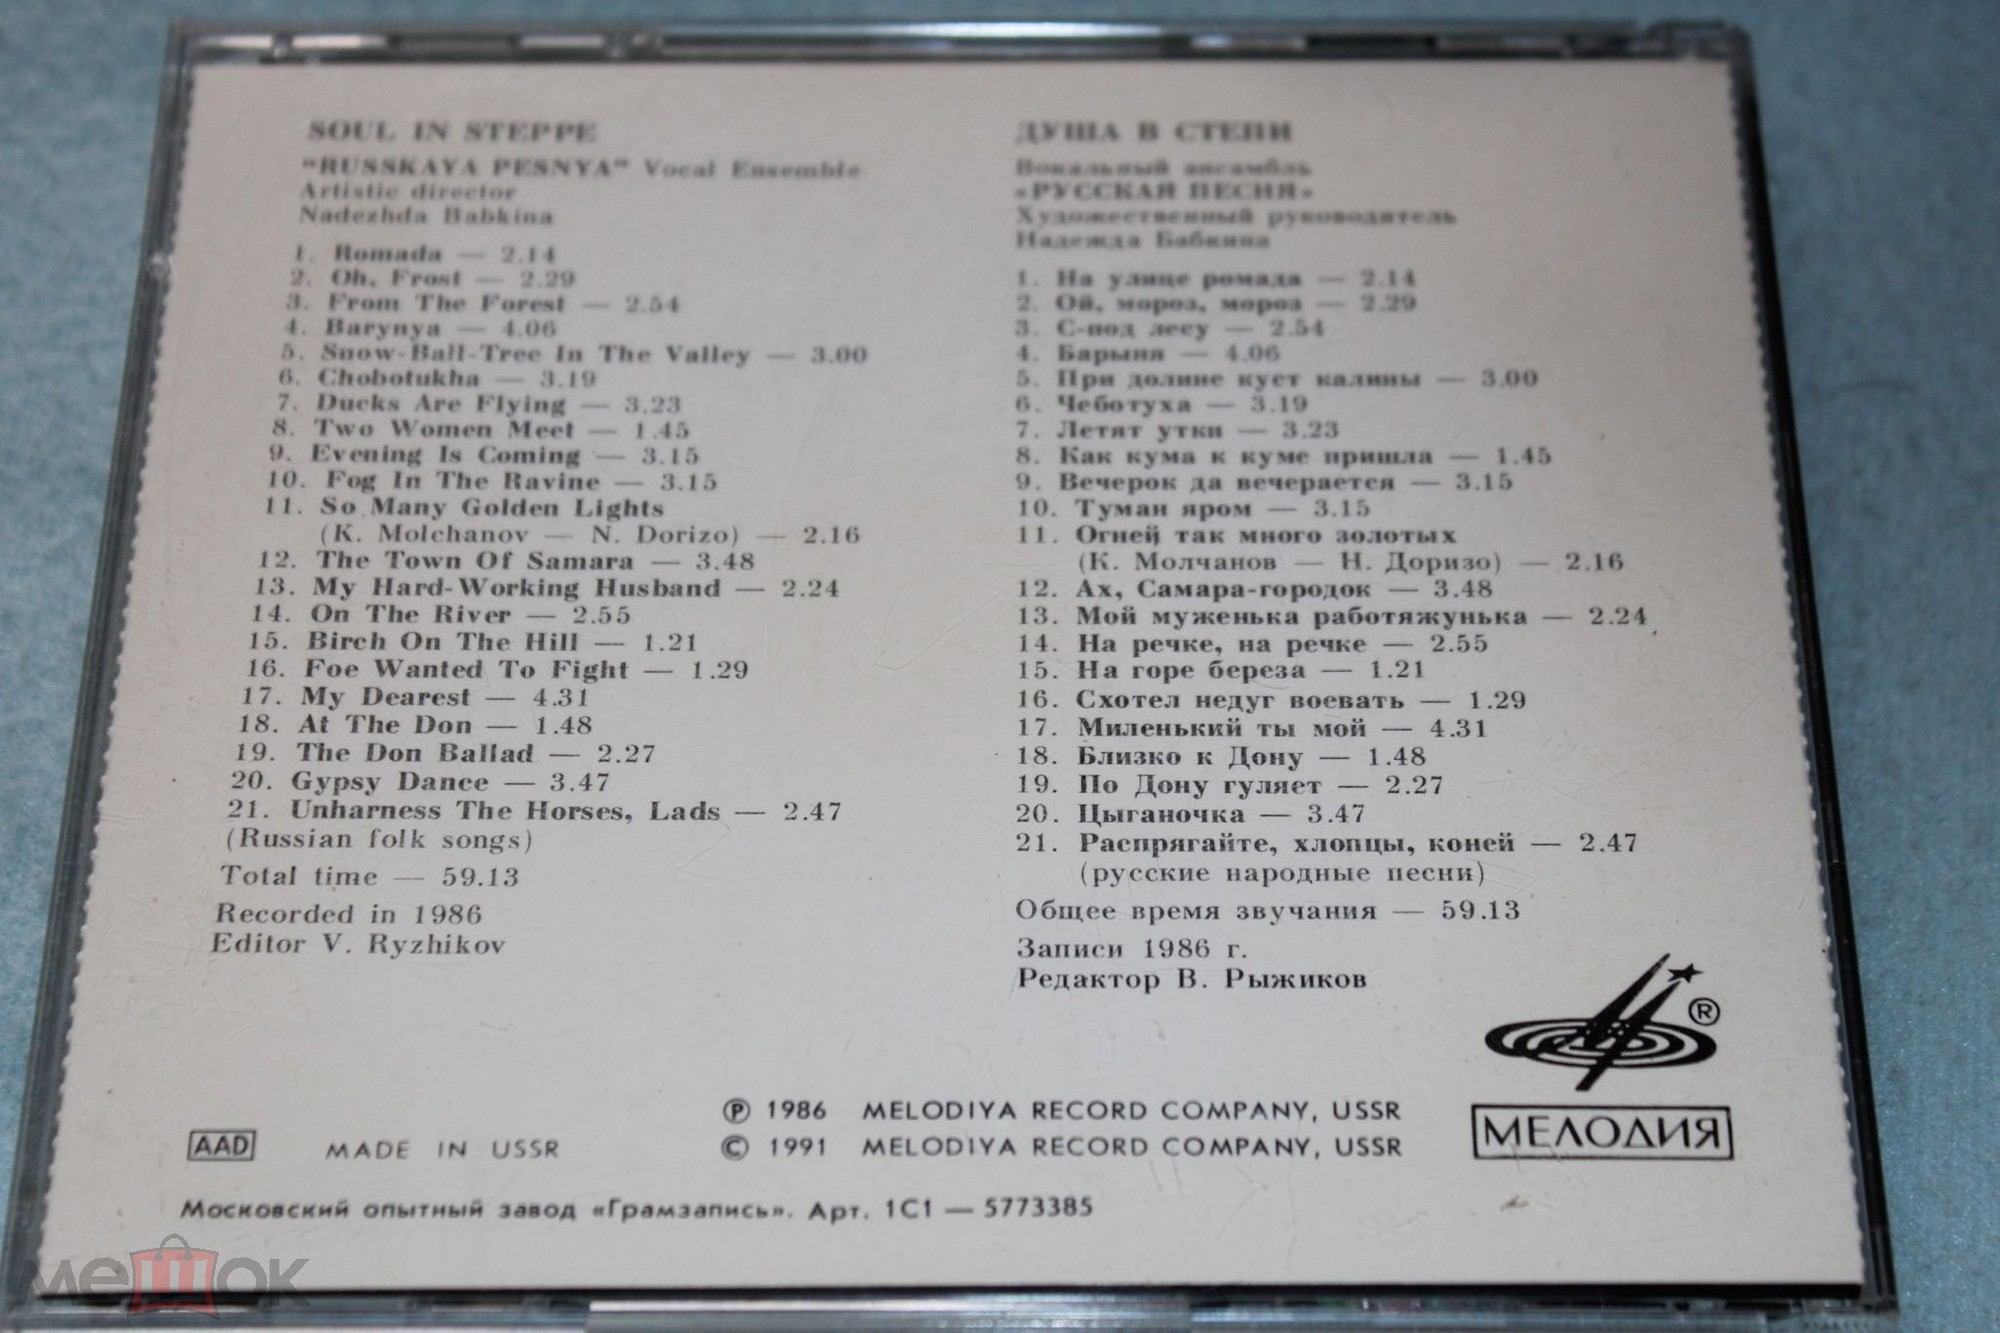 SOUL IN STEPPE
"RUSSKAYA PESNYA" Vocal Ensemble
Artistic director
Nadezhda Babkina
1. Romada — 2.14
2. Oh, Frost — 2.29
3. From The Forest — 2.54
4. Barynya — 4.06
5. Snow-Ball-Tree In The Valley — 3.00
6. Chobotukha — 3.19
7. Ducks Are Flying — 3.23
8. Two Women Meet — 1.45
9. Evening Is Coming — 3.15
10. Fog In The Ravine — 3.15
11. So Many Golden Lights
(K. Molchanov — N. Dorizo) — 2.16
12. The Town Of Samara — 3.48
13. My Hard-Working Husband — 2.24
14. On The River — 2.55
15. Birch On The Hill — 1.21
16. Foe Wanted To Fight — 1.29
17. My Dearest — 4.31
18. At The Don — 1.48
19. The Don Ballad — 2.27
20. Gypsy Dance — 3.47
21. Unharness The Horses, Lads — 2.47
(Russian folk songs)
Total time — 59.13
Recorded in 1986
Editor V. Ryzhikov
ДУША В СТЕПИ
Вокальный ансамбль
«РУССКАЯ ПЕСНЯ»
Художественный руководитель
Надежда Бабкина
1. На улице ромада — 2.14
2. Ой, мороз, мороз — 2.29
3. С-под лесу — 2.54
4. Барыня — 4.06
5. При долине куст калины — 3.00
6. Чеботуха — 3.19
7. Летят утки — 3.23
8. Как кума к куме пришла — 1.45
9. Вечерок да вечерается — 3.15
10. Туман яром — 3.15
11. Огней так много золотых
(К. Молчанов — Н. Доризо) — 2.16
12. Ах, Самара-городок — 3.48
13. Мой муженька работяжунька — 2.24
14. На речке, на речке — 2.55
15. На горе береза — 1.21
16. Схотел недуг воевать — 1.29
17. Миленький ты мой — 4.31
18. Близко к Дону — 1.48
19. По Дону гуляет — 2.27
20. Цыганочка — 3.47
21. Распрягайте, хлопцы, коней — 2.47
(русские народные песни)
Общее время звучания — 59.13
Записи 1986 г.
Редактор В. Рыжиков
®
МЕЛОДИЯ
℗ 1986 MELODIYA RECORD COMPANY, USSR
© 1991 MELODIYA RECORD COMPANY, USSR
AAD MADE IN USSR
Московский опытный завод «Грамзапись». Арт. 1С1 — 5773385
мешок